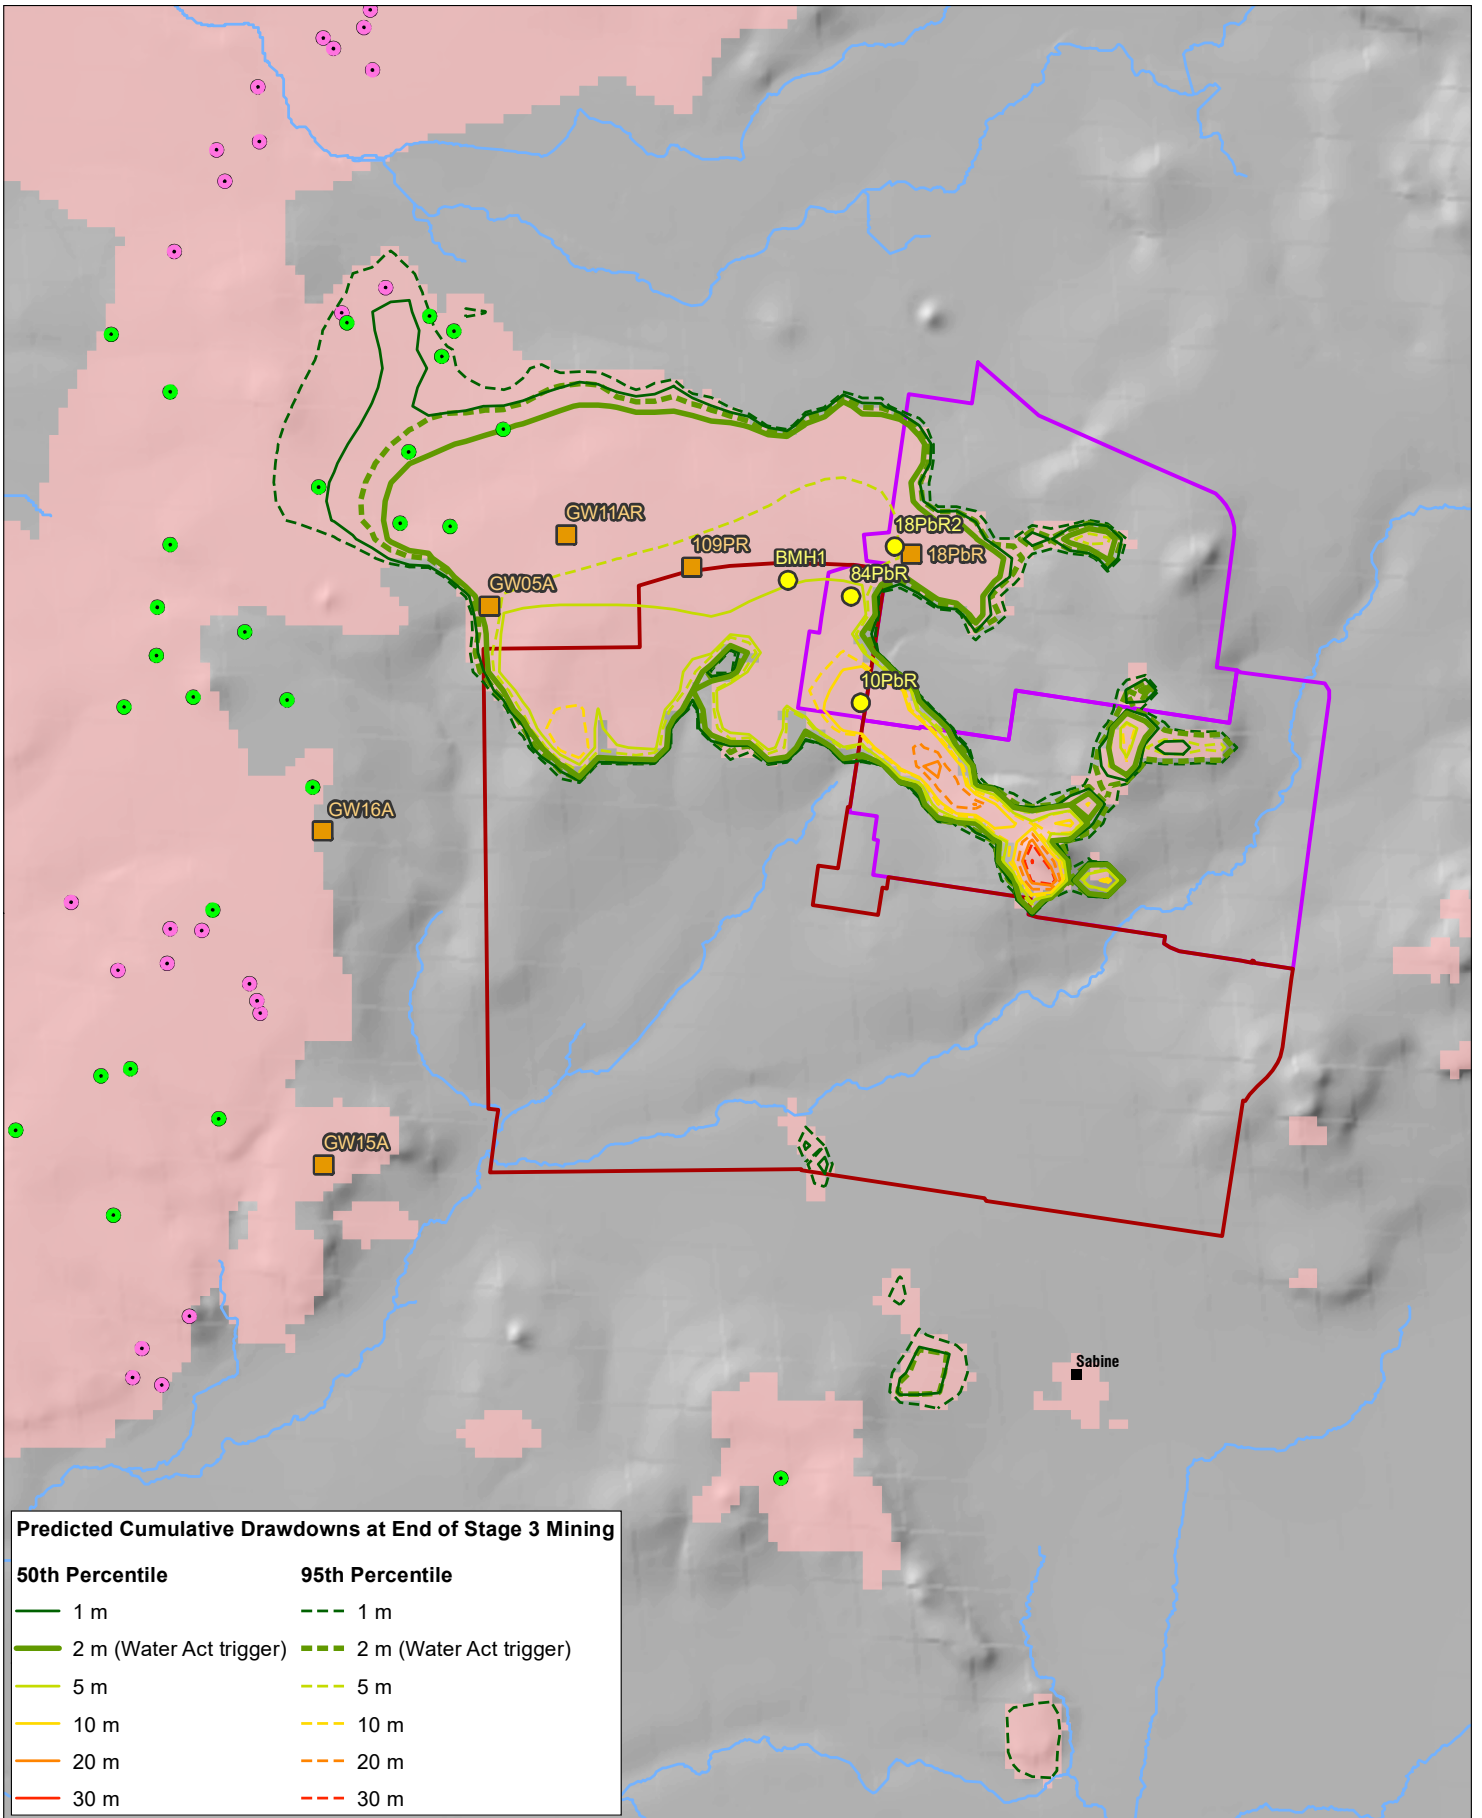 GW11AR
18PbR2
18PbR
109PR
BMH1
84PbR
GW05A
10PbR
GW16A
GW15A
Sabine
Predicted Cumulative Drawdowns at End of Stage 3 Mining
50th Percentile 95th Percentile
1 m 1 m
2 m (Water Act trigger) 2 m (Water Act trigger)
5 m 5 m
10 m 10 m
20 m 20 m
30 m 30 m